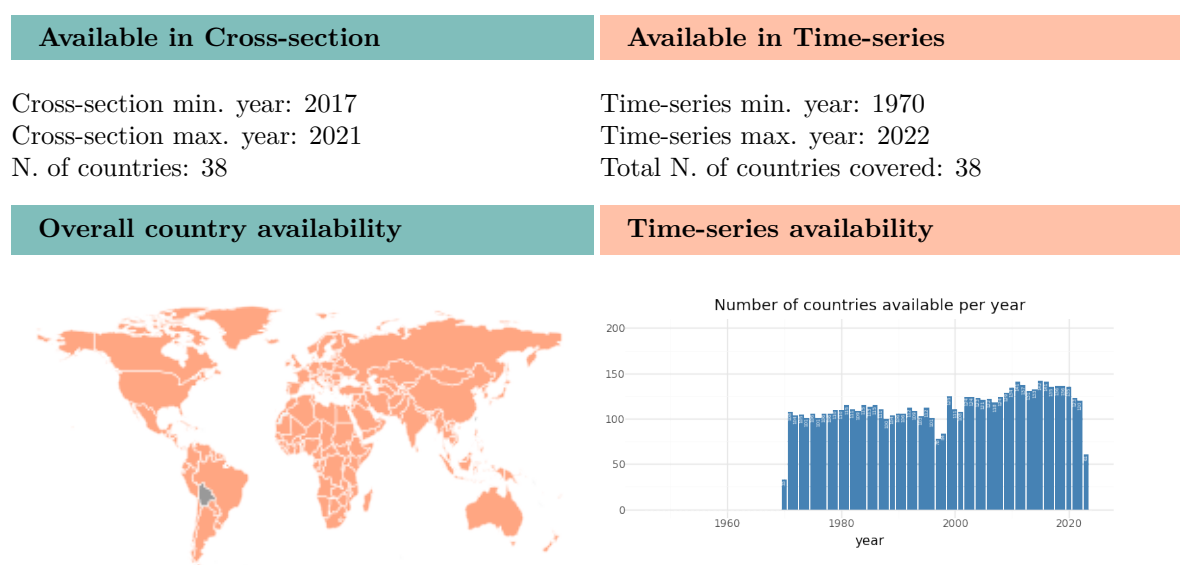 Available in Cross-section
Available in Time-series
Cross-section min. year: 2017
Cross-section max. year: 2021
N. of countries: 38
Time-series min. year: 1970
Time-series max. year: 2022
Total N. of countries covered: 38
Overall country availability
Time-series availability
Number of countries available per year
200
150
100
50
0
1960
1980
2000
2020
year